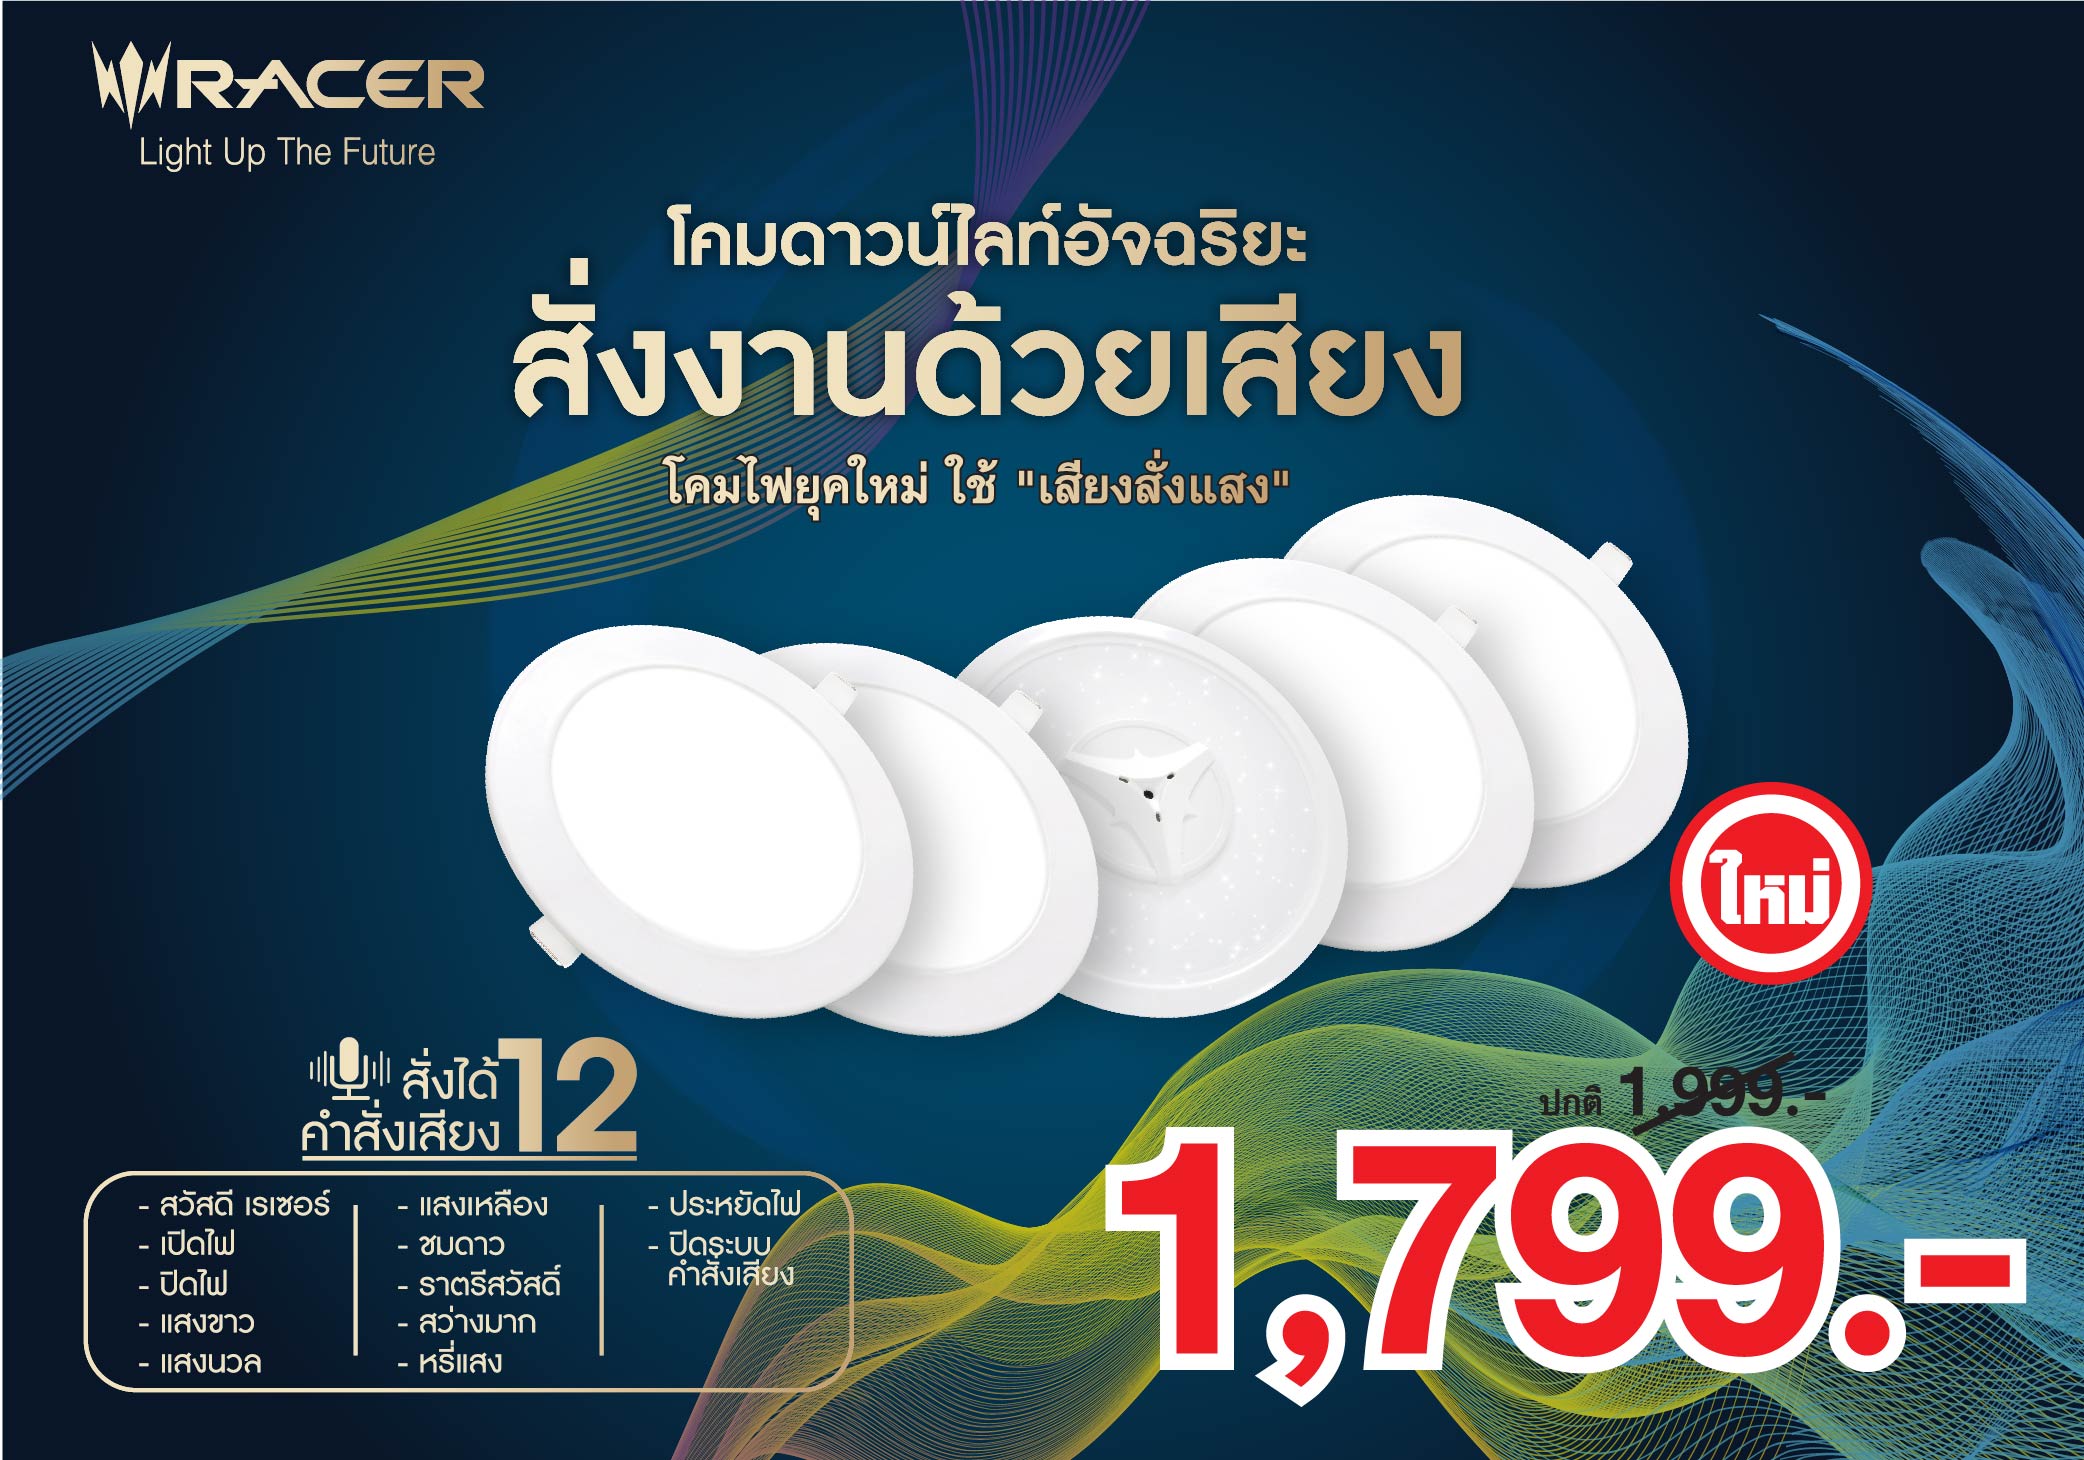 RACER
Light Up The Future
โคมดาวน์ไลท์อัจฉริยะ
สั่งงานด้วยเสียง
โคมไฟยุคใหม่ ใช้ "เสียงสั่งแสง"
ใหม่
สั่งได้ 12
คำสั่งเสียง
- สวัสดี เรเซอร์
- เปิดไฟ
- ปิดไฟ
- แสงขาว
- แสงนวล
- แสงเหลือง
- ชมดาว
- ราตรีสวัสดิ์
- สว่างมาก
- หรี่แสง
- ประหยัดไฟ
- ปิดระบบ
คำสั่งเสียง
ปกติ 1,999.-
1,799.-